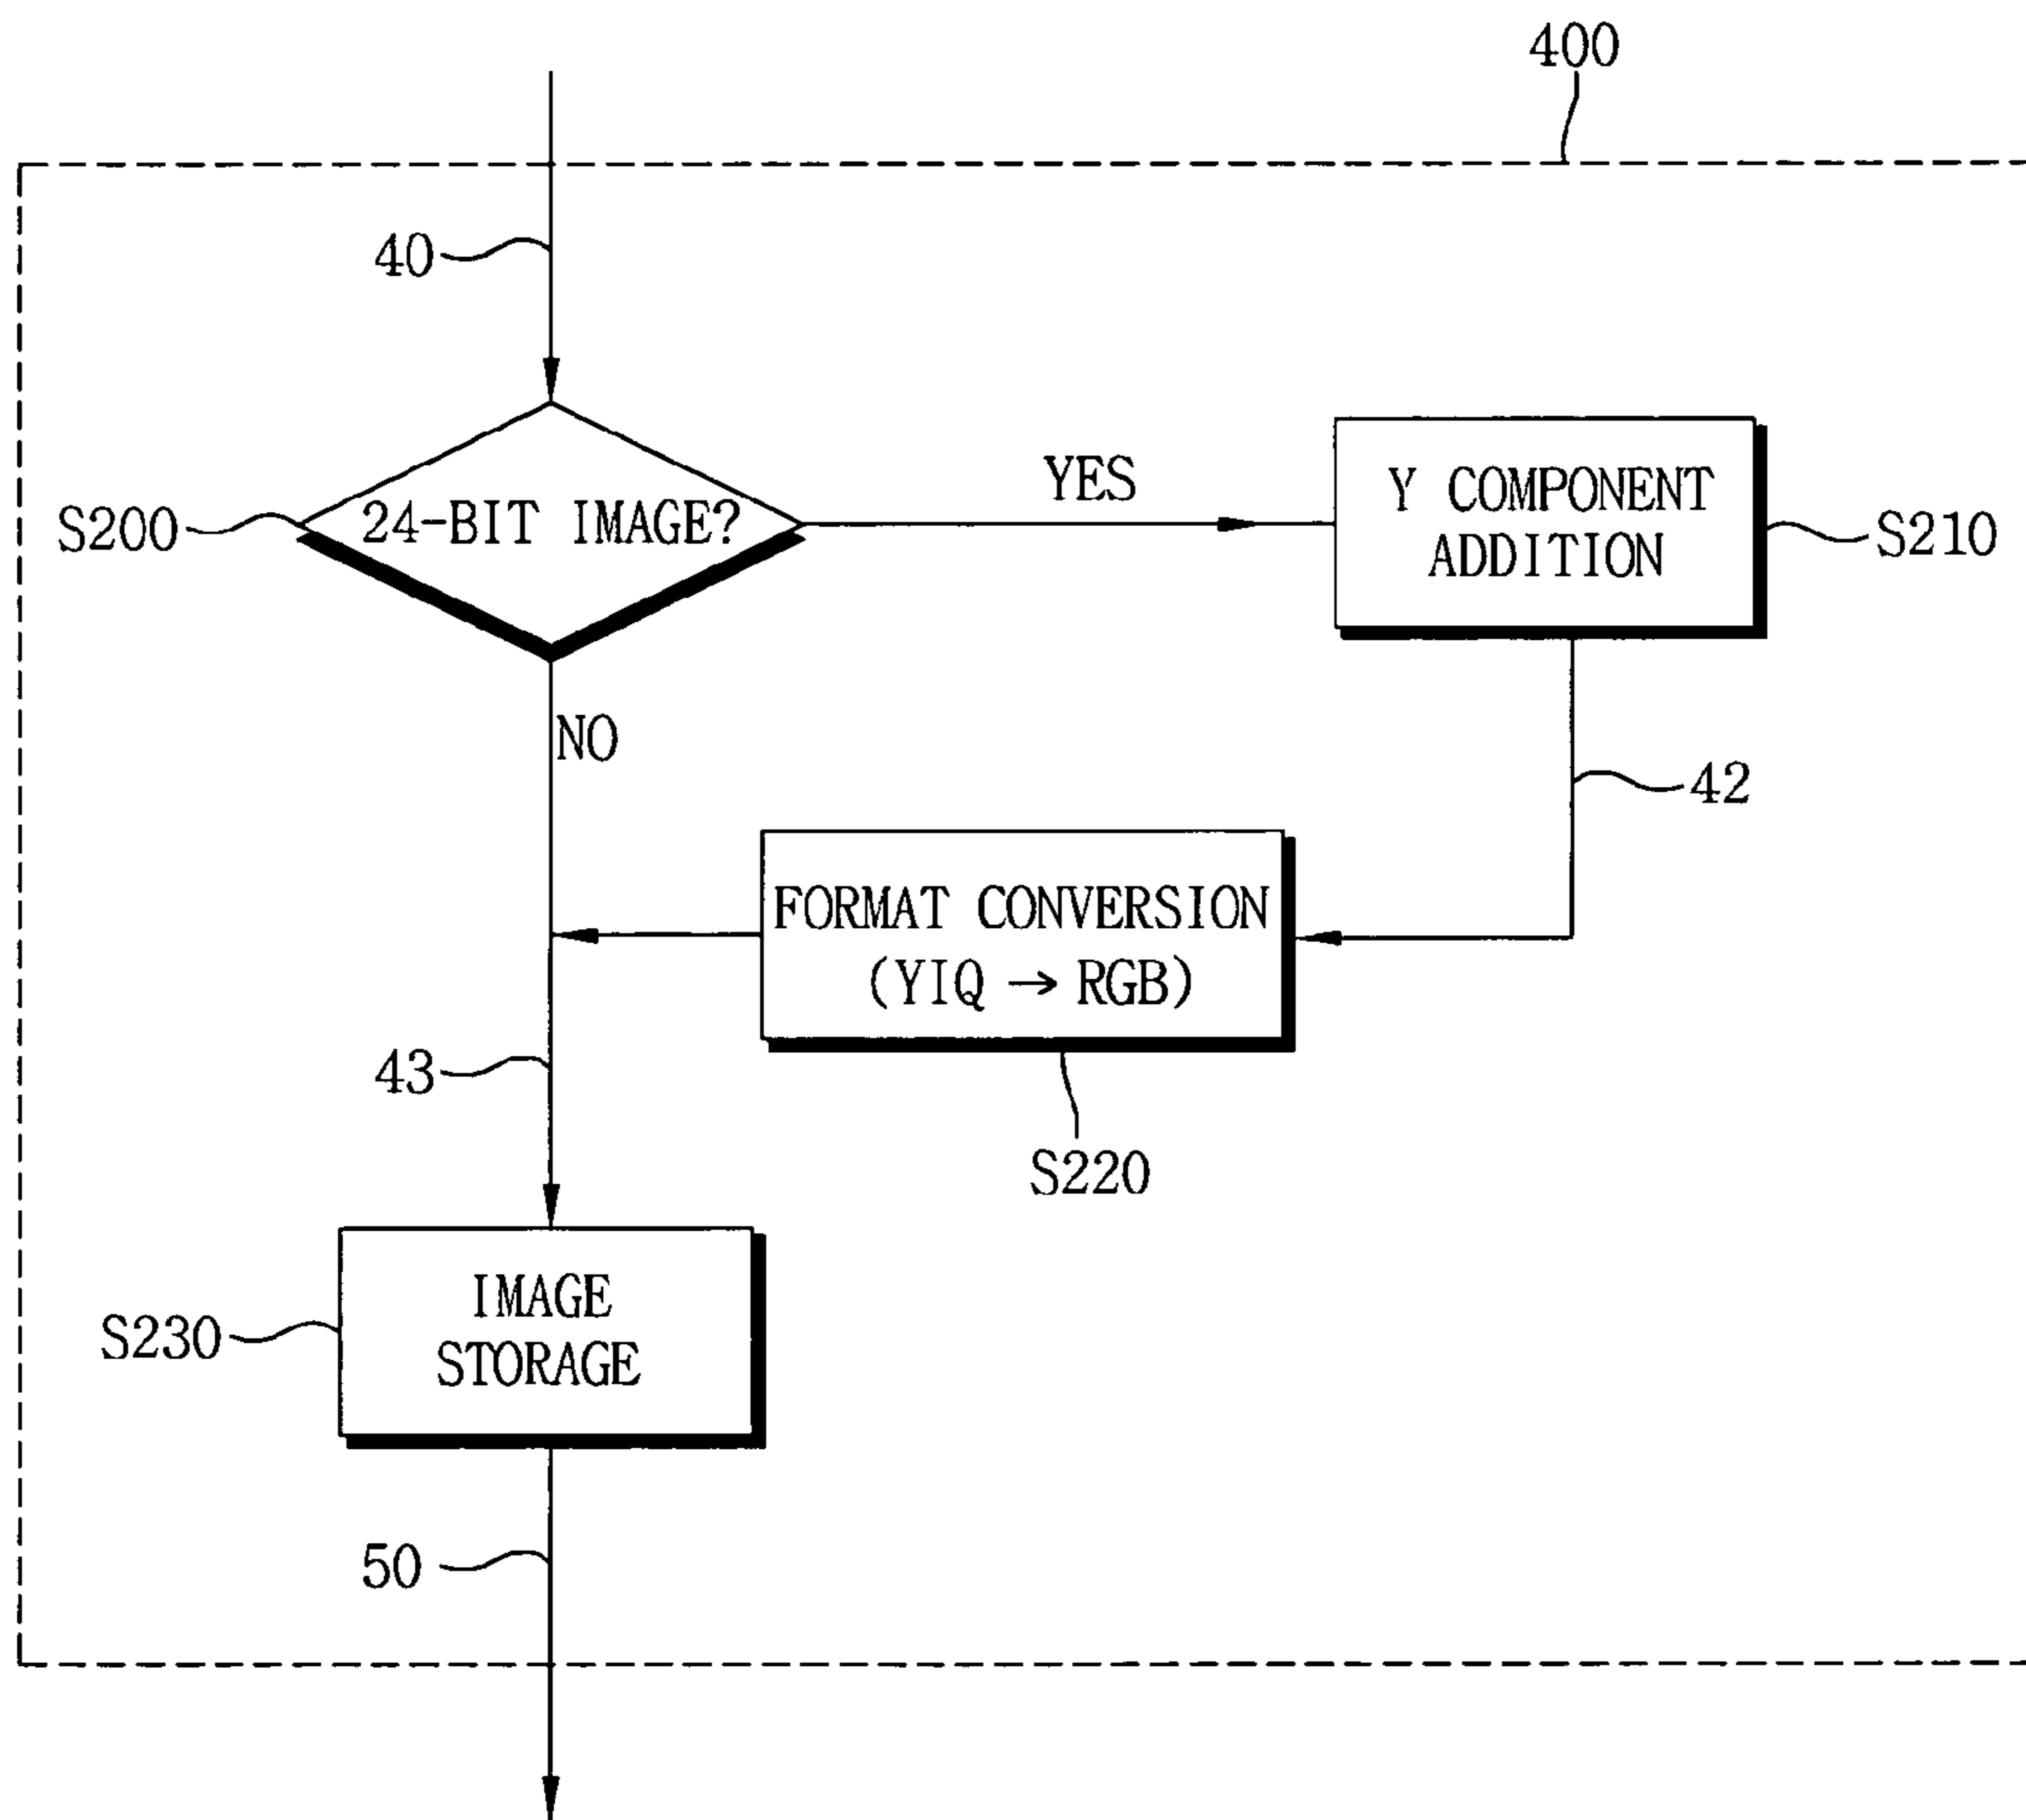 400
40
S200
24-BIT IMAGE?
YES
Y COMPONENT
ADDITION
S210
NO
42
FORMAT CONVERSION
(YIQ → RGB)
43
S220
IMAGE
STORAGE
S230
50